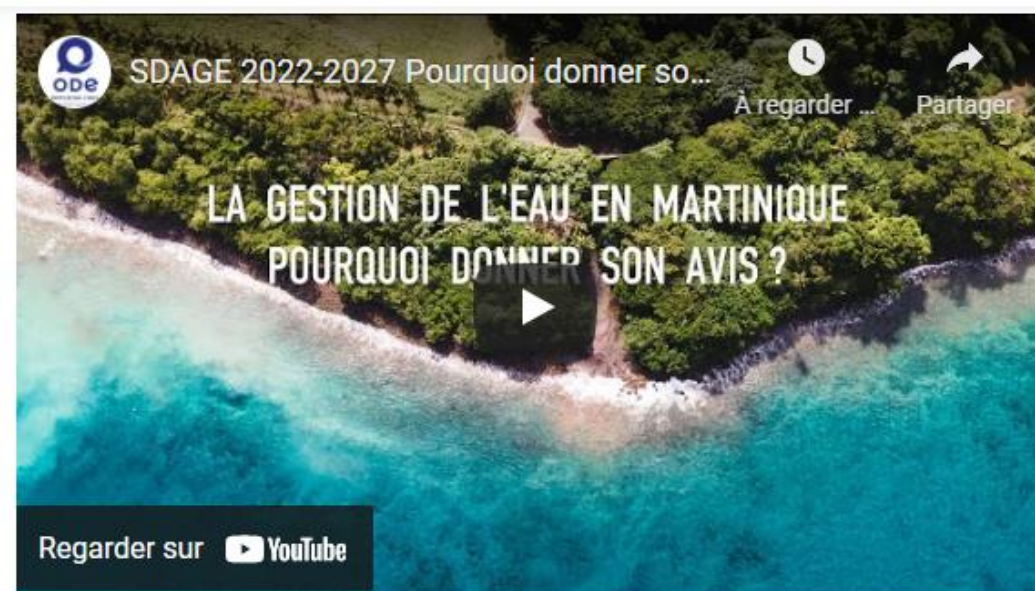 ODe
SDAGE 2022-2027 Pourquoi donner so...
À regarder ...
Partager
LA GESTION DE L'EAU EN MARTINIQUE
POURQUOI DONNER SON AVIS ?
Regarder sur YouTube